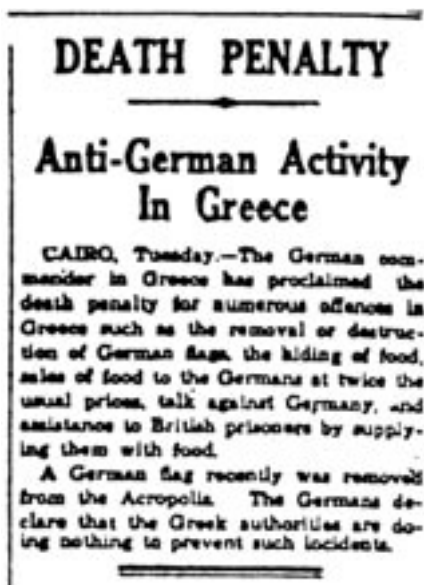 DEATH PENALTY
Anti-German Activity
In Greece
CAIRO, Tuesday.—The German com-
mander in Greece has proclaimed the
death penalty for numerous offences in
Greece such as the removal or destruc-
tion of German flags, the hiding of food,
sales of food to the Germans at twice the
usual prices, talk against Germany, and
assistance to British prisoners by supply-
ing them with food.
A German flag recently was removed
from the Acropolis. The Germans de-
clare that the Greek authorities are do-
ing nothing to prevent such incidents.